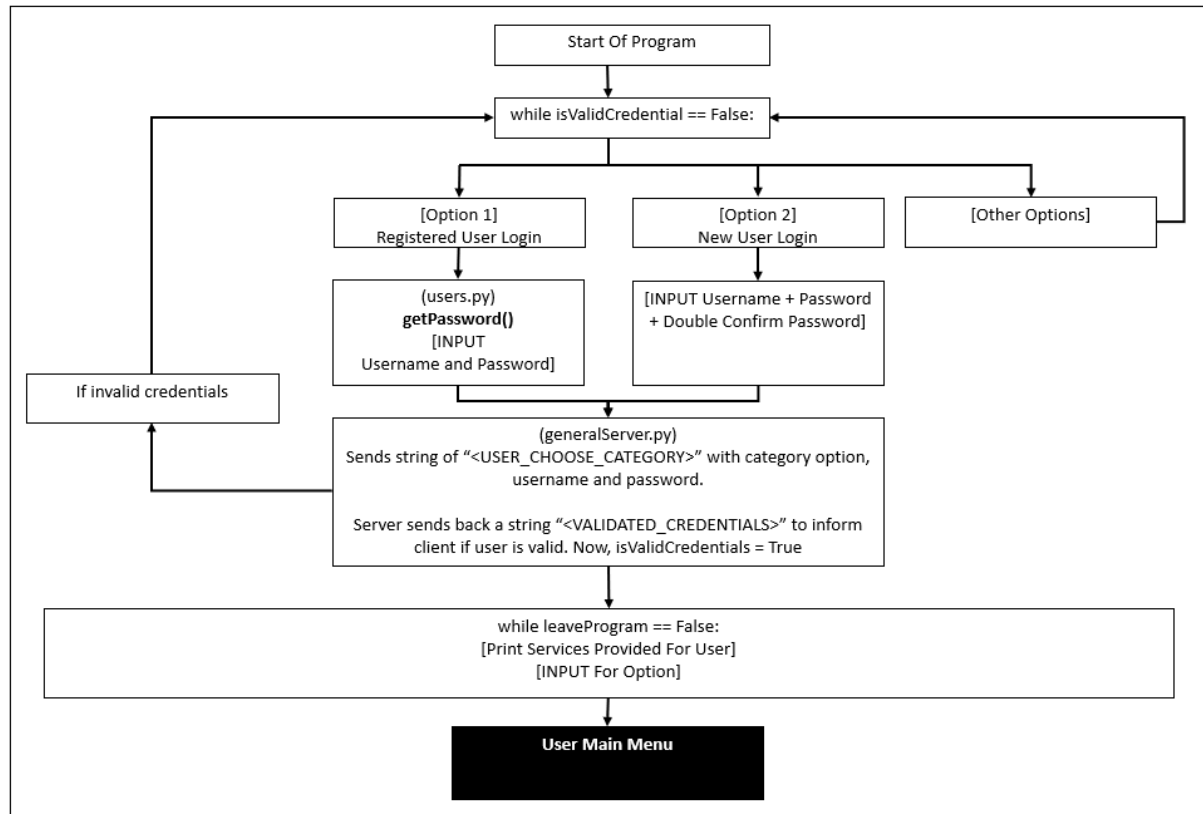 Start Of Program
while isValidCredential == False:
[Option 1]
Registered User Login
[Option 2]
New User Login
[Other Options]
(users.py)
getPassword()
[INPUT
Username and Password]
[INPUT Username + Password
+ Double Confirm Password]
If invalid credentials
(generalServer.py)
Sends string of “<USER_CHOOSE_CATEGORY>” with category option,
username and password.
Server sends back a string “<VALIDATED_CREDENTIALS>” to inform
client if user is valid. Now, isValidCredentials = True
while leaveProgram == False:
[Print Services Provided For User]
[INPUT For Option]
User Main Menu